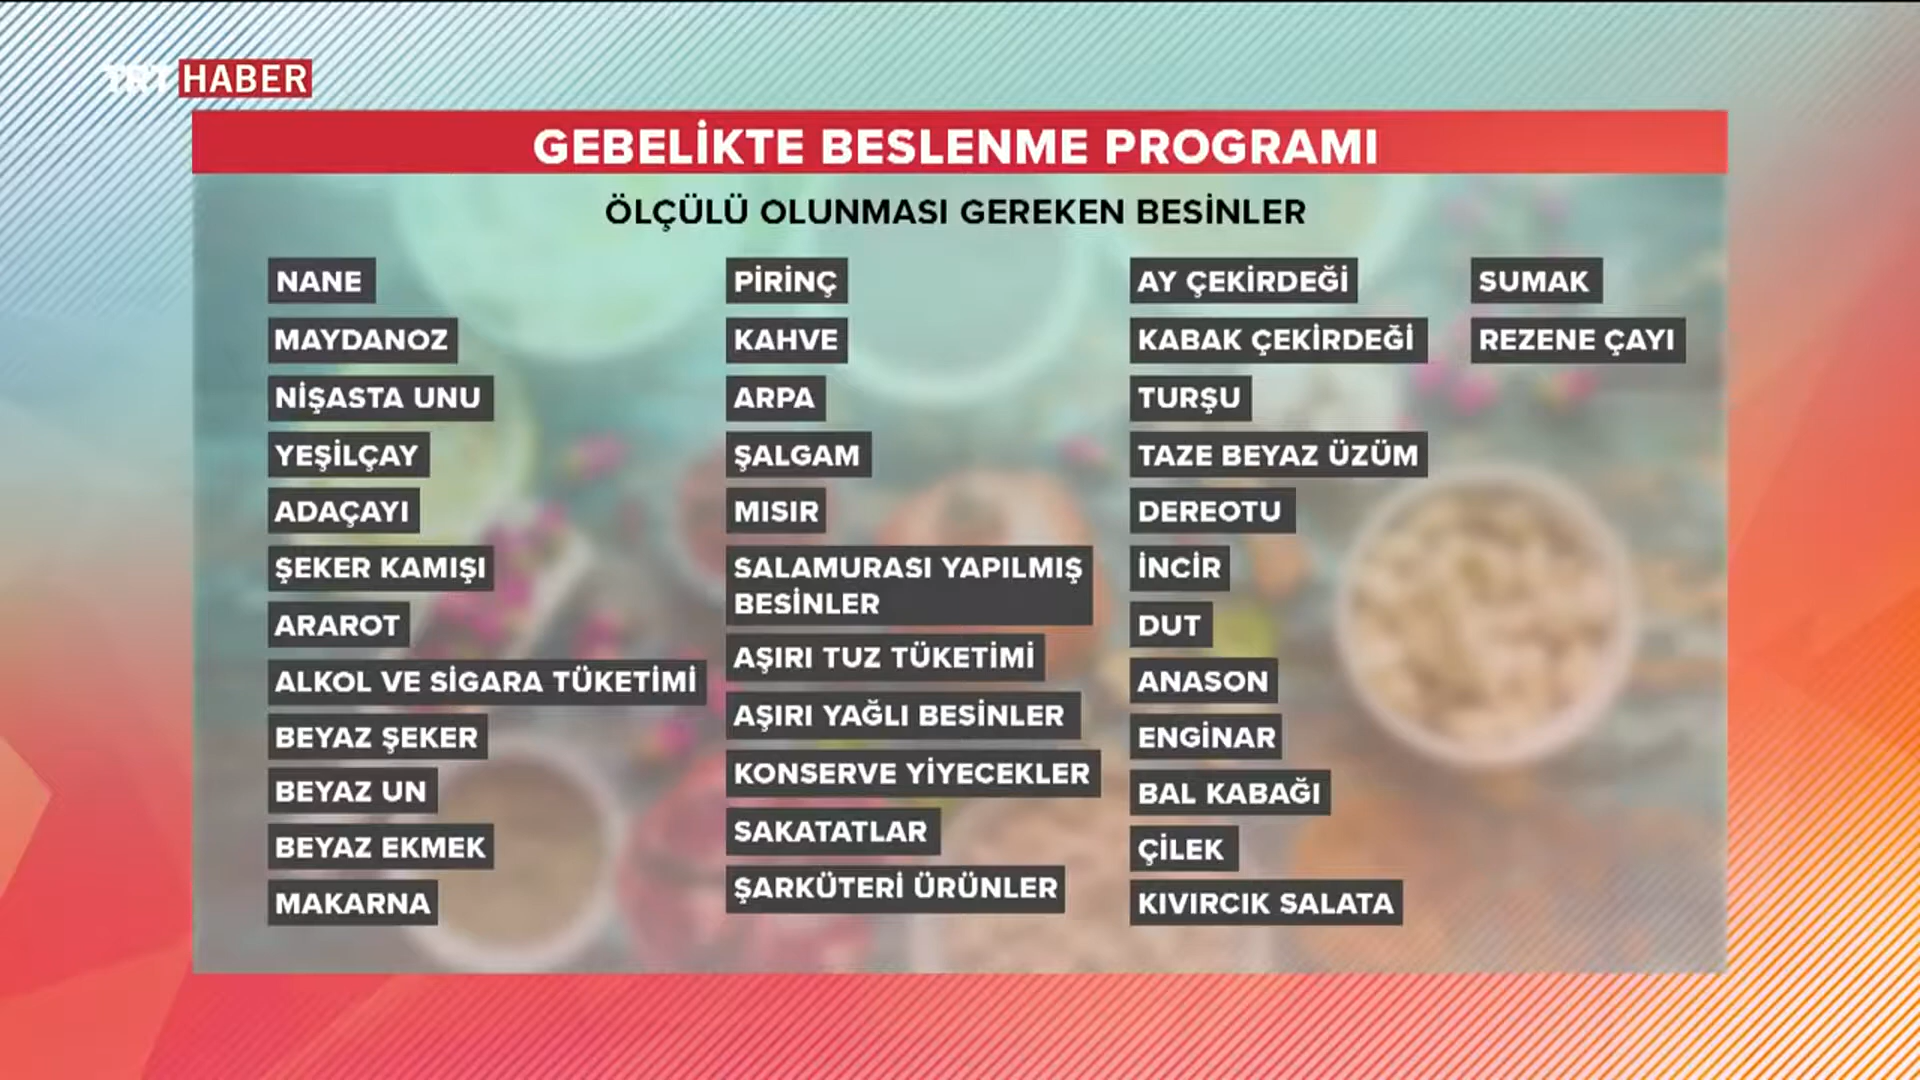 TRT HABER
GEBELİKTE BESLENME PROGRAMI
ÖLÇÜLÜ OLUNMASI GEREKEN BESİNLER
NANE
MAYDANOZ
NİŞASTA UNU
YEŞİLÇAY
ADAÇAYI
ŞEKER KAMIŞI
ARAROT
ALKOL VE SİGARA TÜKETİMİ
BEYAZ ŞEKER
BEYAZ UN
BEYAZ EKMEK
MAKARNA
PİRİNÇ
KAHVE
ARPA
ŞALGAM
MISIR
SALAMURASI YAPILMIŞ
BESİNLER
AŞIRI TUZ TÜKETİMİ
AŞIRI YAĞLI BESİNLER
KONSERVE YİYECEKLER
SAKATATLAR
ŞARKÜTERİ ÜRÜNLER
AY ÇEKİRDEĞİ
KABAK ÇEKİRDEĞİ
TURŞU
TAZE BEYAZ ÜZÜM
DEREOTU
İNCİR
DUT
ANASON
ENGİNAR
BAL KABAĞI
ÇİLEK
KIVIRCIK SALATA
SUMAK
REZENE ÇAYI